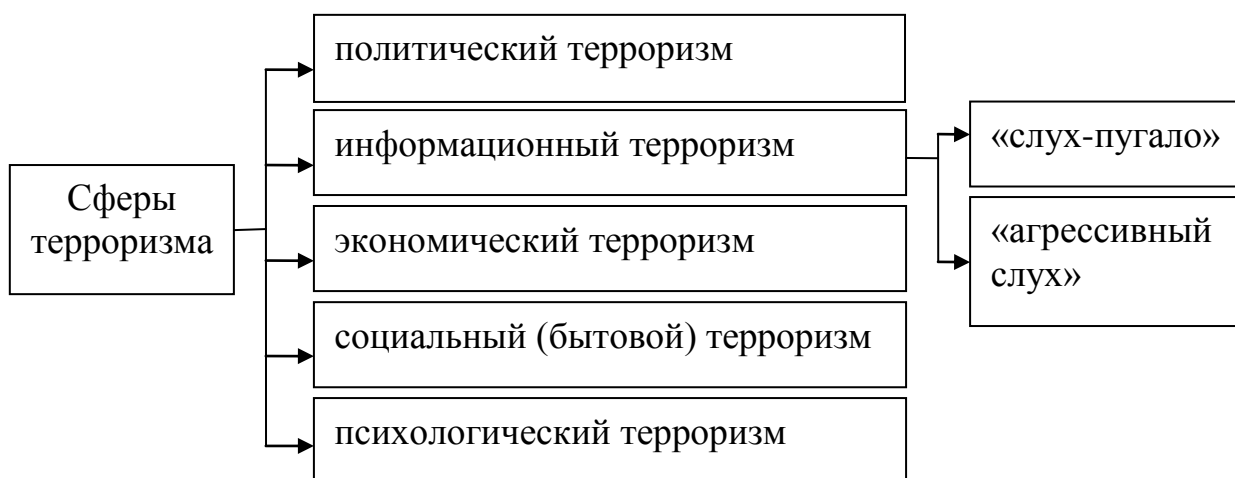 Сферы
терроризма
политический терроризм
информационный терроризм
экономический терроризм
социальный (бытовой) терроризм
психологический терроризм
«слух-пугало»
«агрессивный
слух»